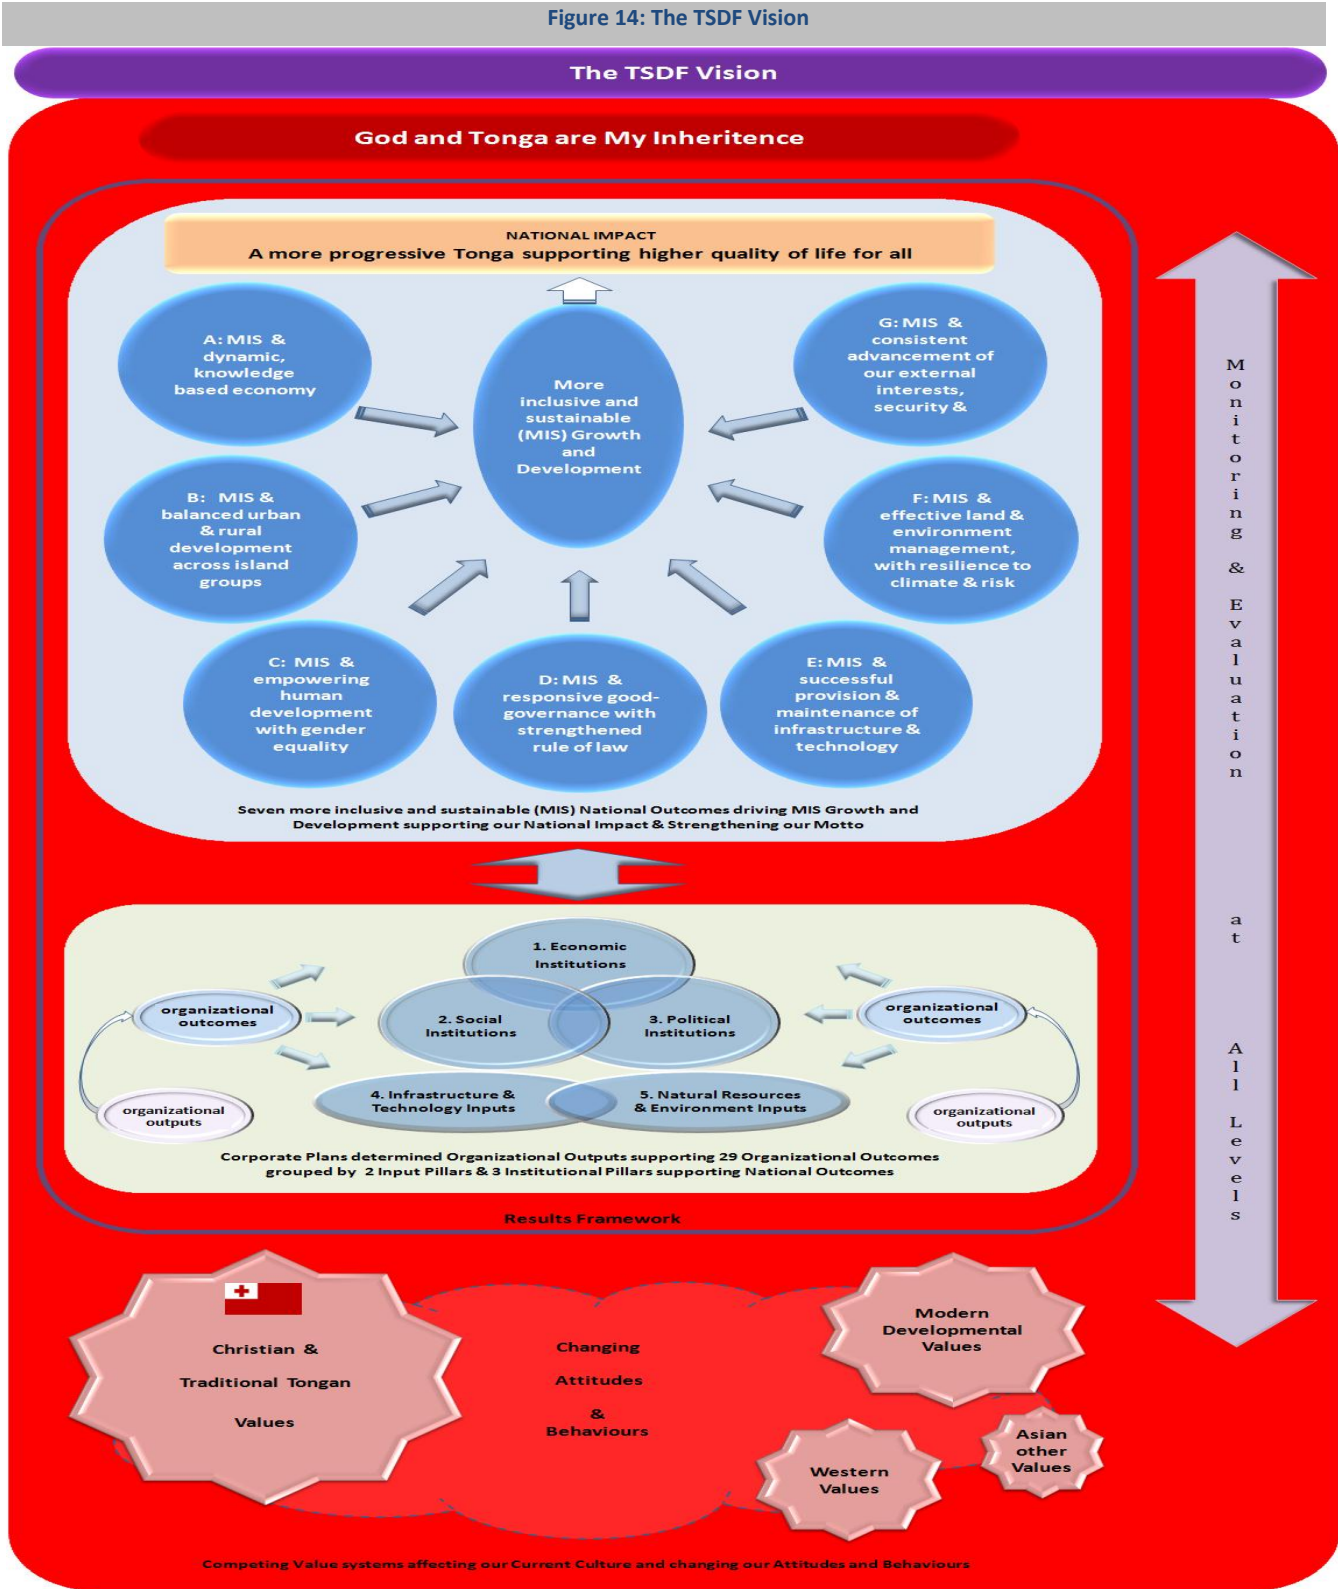 Figure 14: The TSDF Vision
The TSDF Vision
God and Tonga are My Inheritence
NATIONAL IMPACT
A more progressive Tonga supporting higher quality of life for all
A: MIS &
dynamic,
knowledge
based economy
More
inclusive and
sustainable
(MIS) Growth
and
Development
G: MIS &
consistent
advancement of
our external
interests,
security &
B: MIS &
balanced urban
& rural
development
across island
groups
F: MIS &
effective land &
environment
management,
with resilience to
climate & risk
C: MIS &
empowering
human
development
with gender
equality
D: MIS &
responsive good-
governance with
strengthened
rule of law
E: MIS &
successful
provision &
maintenance of
infrastructure &
technology
Seven more inclusive and sustainable (MIS) National Outcomes driving MIS Growth and
Development supporting our National Impact & Strengthening our Motto
1. Economic
Institutions
organizational
outcomes
2. Social
Institutions
3. Political
Institutions
organizational
outcomes
organizational
outputs
4. Infrastructure &
Technology Inputs
5. Natural Resources
& Environment Inputs
organizational
outputs
Corporate Plans determined Organizational Outputs supporting 29 Organizational Outcomes
grouped by 2 Input Pillars & 3 Institutional Pillars supporting National Outcomes
Results Framework
Monitoring & Evaluation at All Levels
Christian &
Traditional Tongan
Values
Changing
Attitudes
&
Behaviours
Modern
Developmental
Values
Western
Values
Asian
other
Values
Competing Value systems affecting our Current Culture and changing our Attitudes and Behaviours